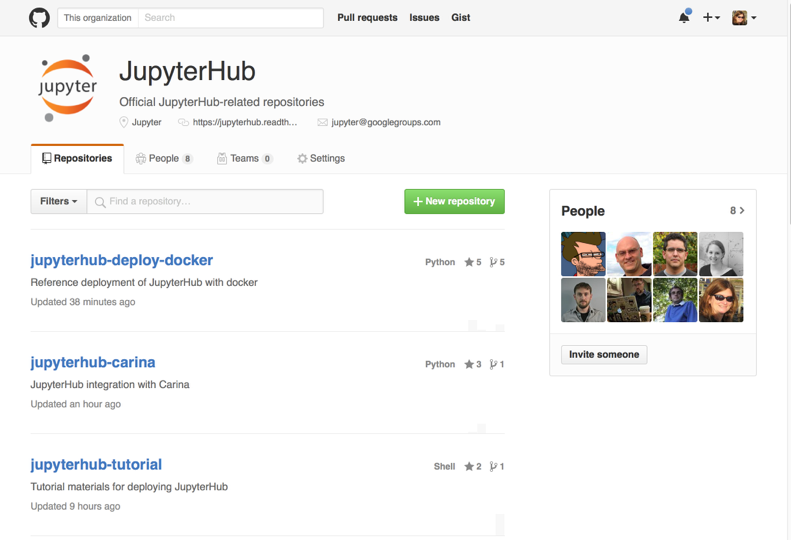 This organization Search Pull requests Issues Gist
jupyter
JupyterHub
Official JupyterHub-related repositories
Jupyter https://jupyterhub.readth... jupyter@googlegroups.com
Repositories People 8 Teams 0 Settings
Filters Find a repository... + New repository
People 8
jupyterhub-deploy-docker Python 5 5
Reference deployment of JupyterHub with docker
Updated 38 minutes ago
Invite someone
jupyterhub-carina Python 3 1
JupyterHub integration with Carina
Updated an hour ago
jupyterhub-tutorial Shell 2 1
Tutorial materials for deploying JupyterHub
Updated 9 hours ago